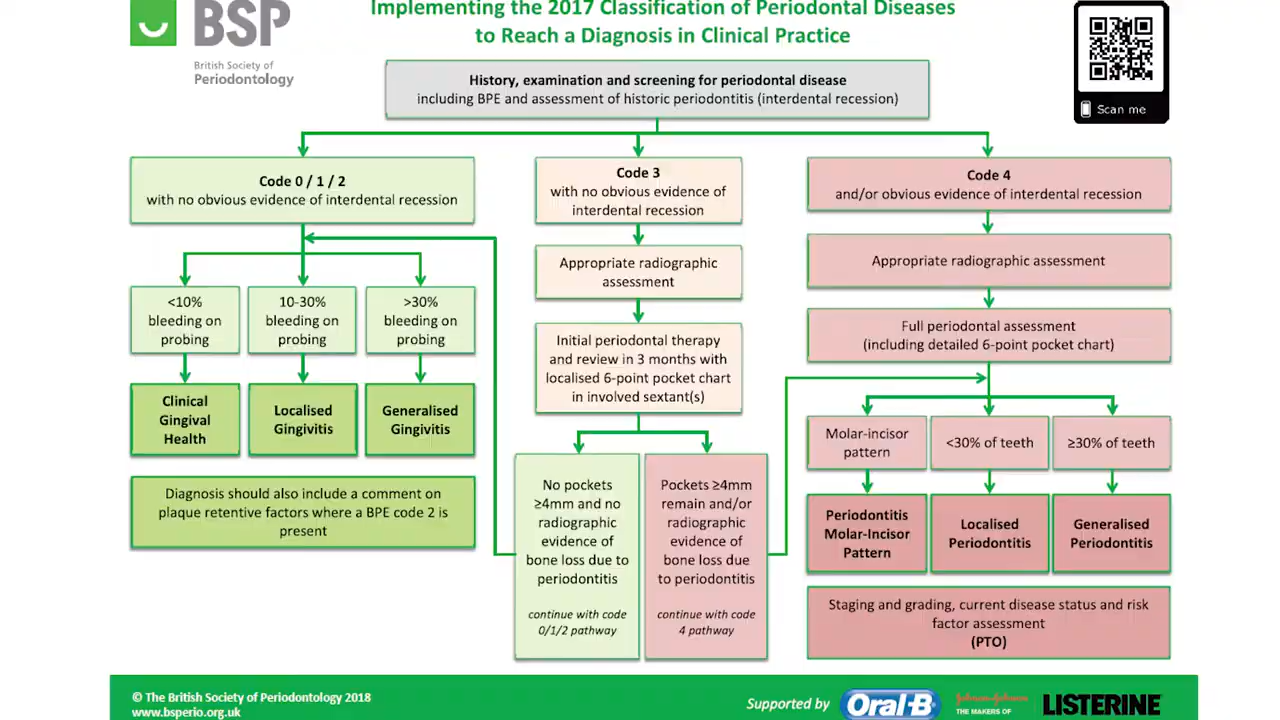 BSP
British Society of
Periodontology
Implementing the 2017 Classification of Periodontal Diseases
to Reach a Diagnosis in Clinical Practice
Scan me
History, examination and screening for periodontal disease
including BPE and assessment of historic periodontitis (interdental recession)
Code 0 / 1 / 2
with no obvious evidence of interdental recession
<10%
bleeding on
probing
10-30%
bleeding on
probing
>30%
bleeding on
probing
Clinical
Gingival
Health
Localised
Gingivitis
Generalised
Gingivitis
Diagnosis should also include a comment on
plaque retentive factors where a BPE code 2 is
present
Code 3
with no obvious evidence of
interdental recession
Appropriate radiographic
assessment
Initial periodontal therapy
and review in 3 months with
localised 6-point pocket chart
in involved sextant(s)
No pockets
≥4mm and no
radiographic
evidence of
bone loss due to
periodontitis
continue with code
0/1/2 pathway
Pockets ≥4mm
remain and/or
radiographic
evidence of
bone loss due
to periodontitis
continue with code
4 pathway
Code 4
and/or obvious evidence of interdental recession
Appropriate radiographic assessment
Full periodontal assessment
(including detailed 6-point pocket chart)
Molar-incisor
pattern
<30% of teeth
≥30% of teeth
Periodontitis
Molar-Incisor
Pattern
Localised
Periodontitis
Generalised
Periodontitis
Staging and grading, current disease status and risk
factor assessment
(PTO)
© The British Society of Periodontology 2018
www.bsperio.org.uk
Supported by
Oral-B
Johnson & Johnson
THE MAKERS OF
LISTERINE